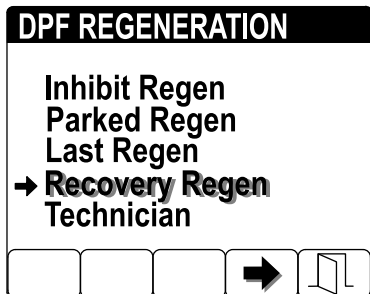 DPF REGENERATION
Inhibit Regen
Parked Regen
Last Regen
Recovery Regen
Technician